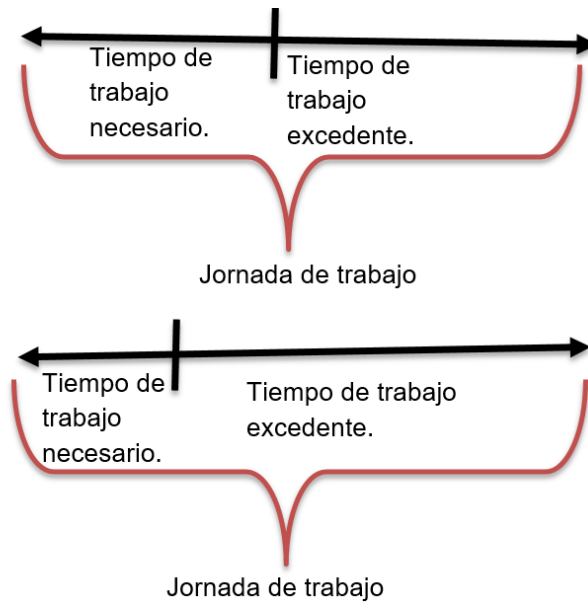 Tiempo de
trabajo
necesario.
Tiempo de
trabajo
excedente.
Jornada de trabajo
Tiempo de
trabajo
necesario.
Tiempo de trabajo
excedente.
Jornada de trabajo